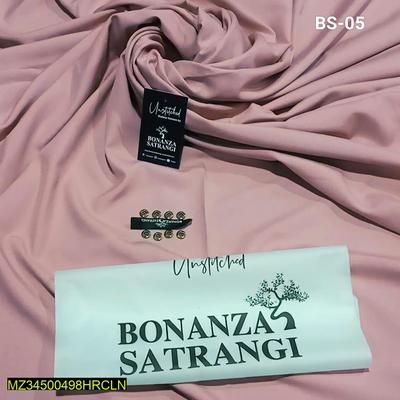 BS-05
Unstitched
BONANZA
SATRANGI
Unstitched
BONANZA
SATRANGI
MZ34500498HRCLN